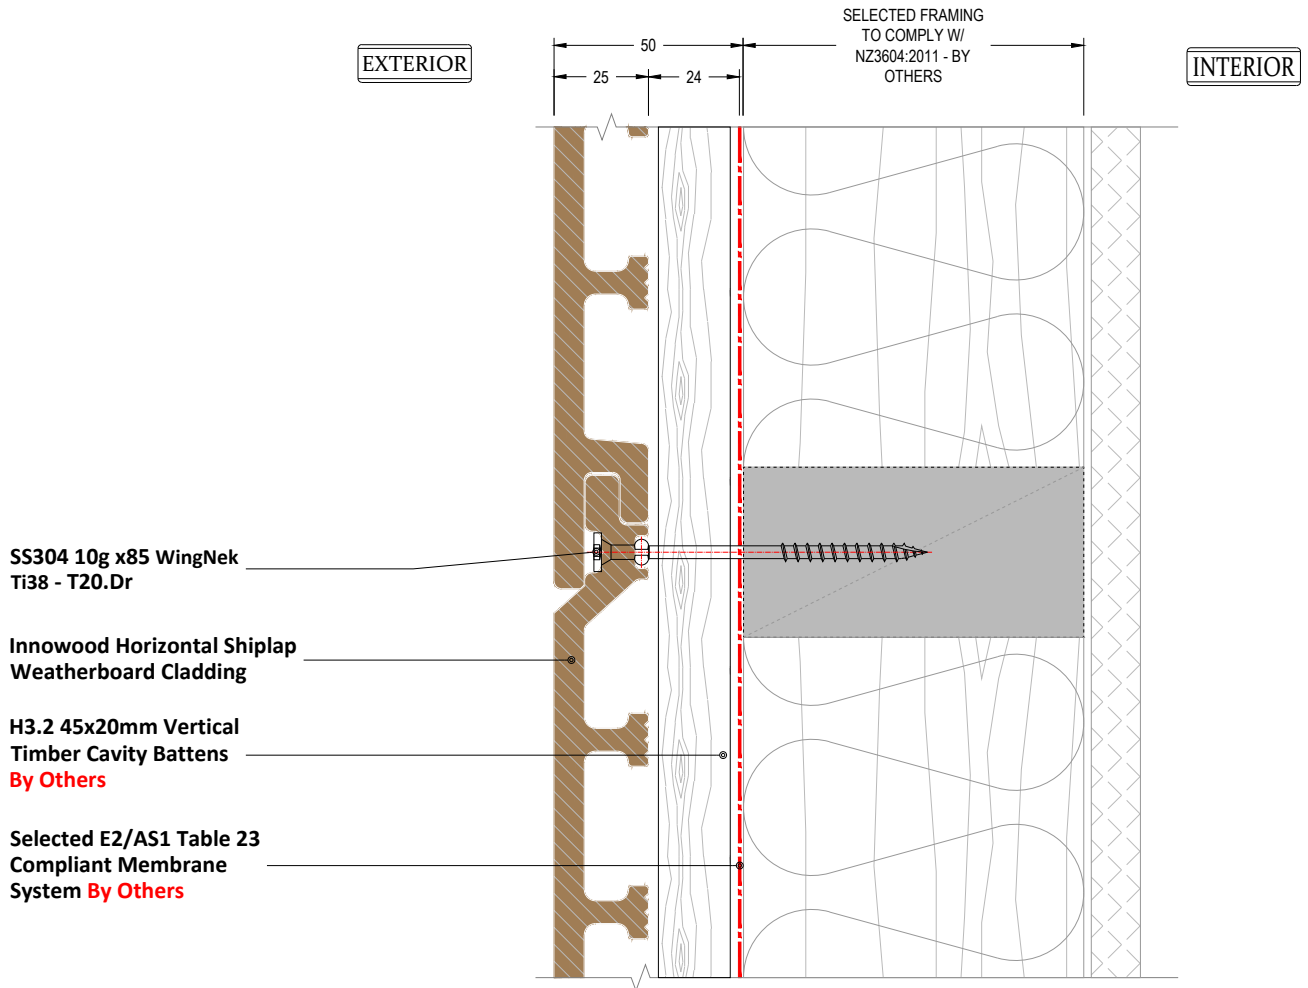 SELECTED FRAMING
TO COMPLY W/
NZ3604:2011 - BY
OTHERS
50
25
24
EXTERIOR
INTERIOR
SS304 10g x85 WingNek
Ti38 - T20.Dr
Innowood Horizontal Shiplap
Weatherboard Cladding
H3.2 45x20mm Vertical
Timber Cavity Battens
By Others
Selected E2/AS1 Table 23
Compliant Membrane
System By Others